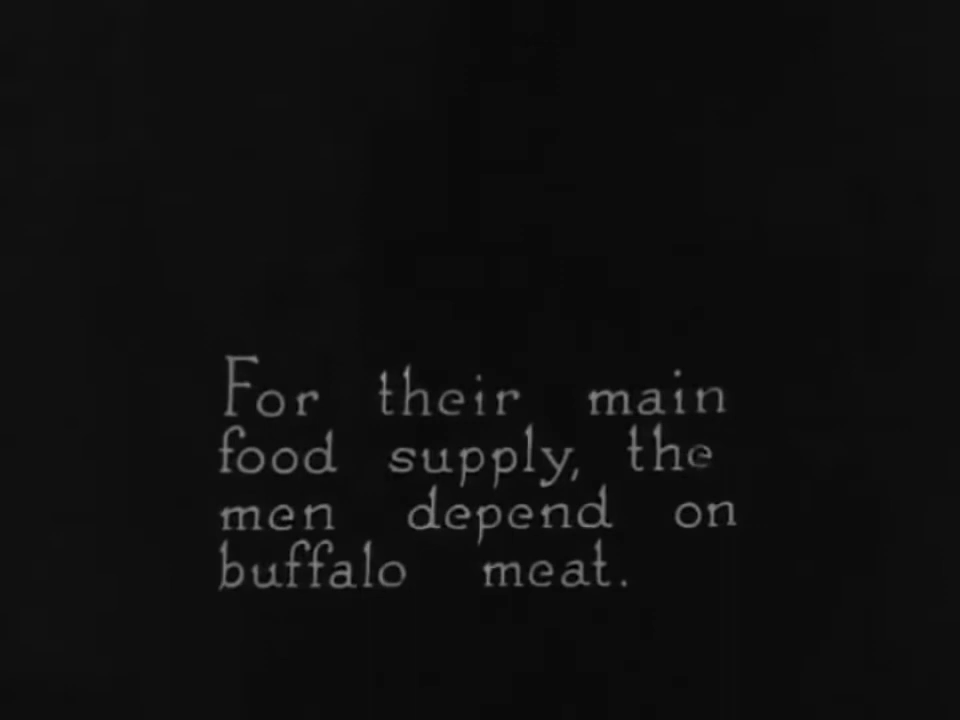 For their main
food supply, the
men depend on
buffalo meat.